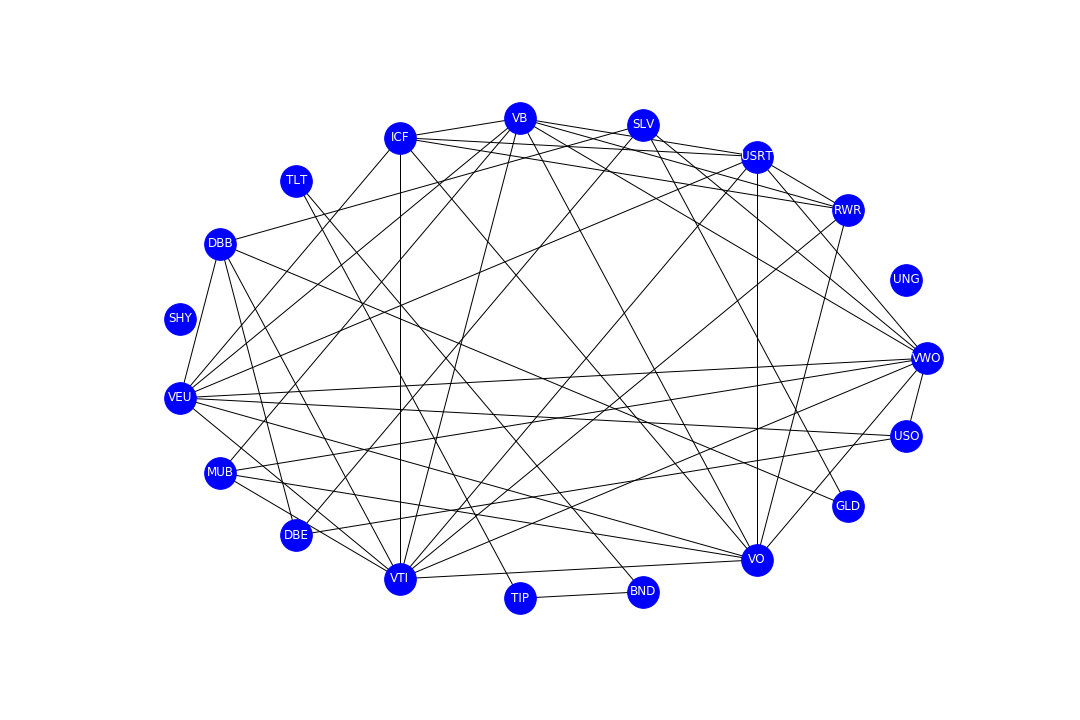 VB
SLV
ICF
USRT
TLT
RWR
DBB
UNG
SHY
VWO
VEU
USO
MUB
GLD
DBE
VO
VTI
BND
TIP